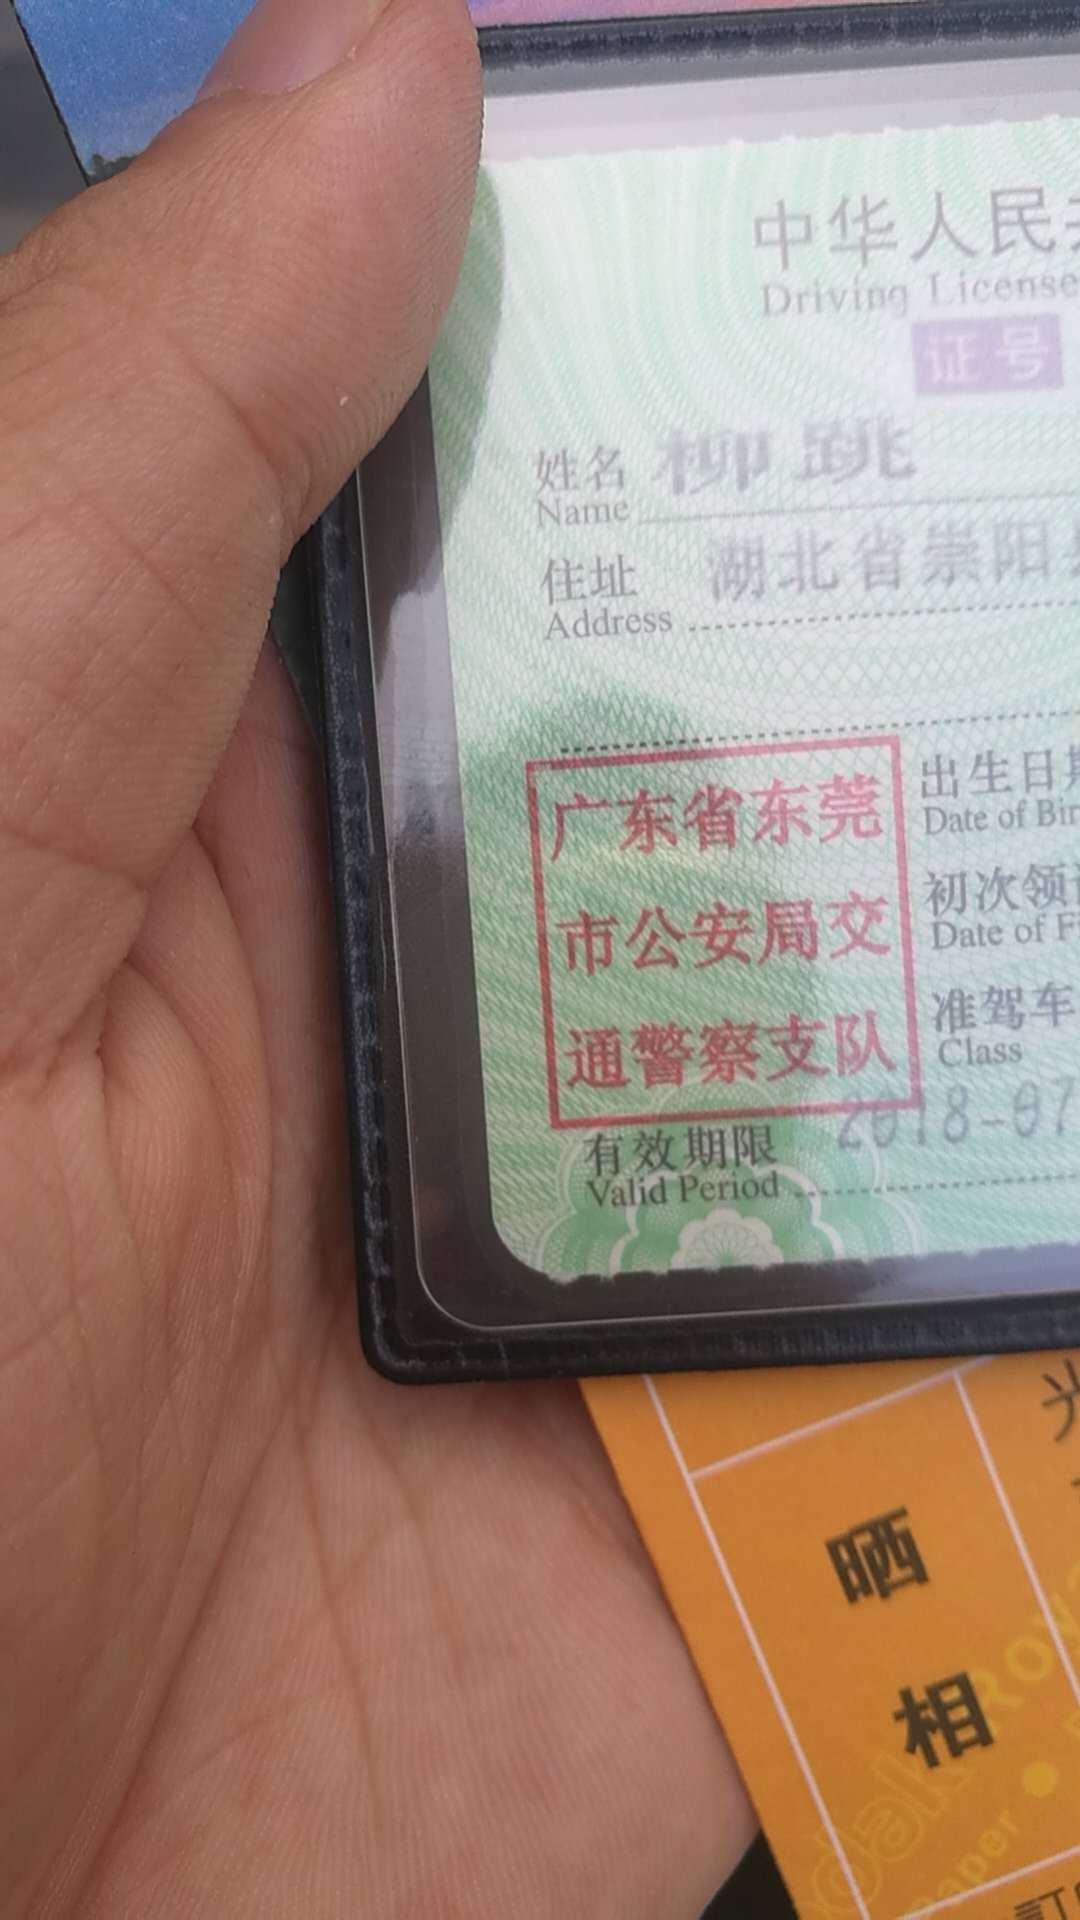 中华人民
Driving License
证号
姓名 柳跳
Name
住址 湖北省崇阳
Address
广东省东莞
市公安局交
通警察支队
出生日期
Date of Bir
初次领
Date of F
准驾车
Class
2018-07
有效期限
Valid Period
光
晒
相